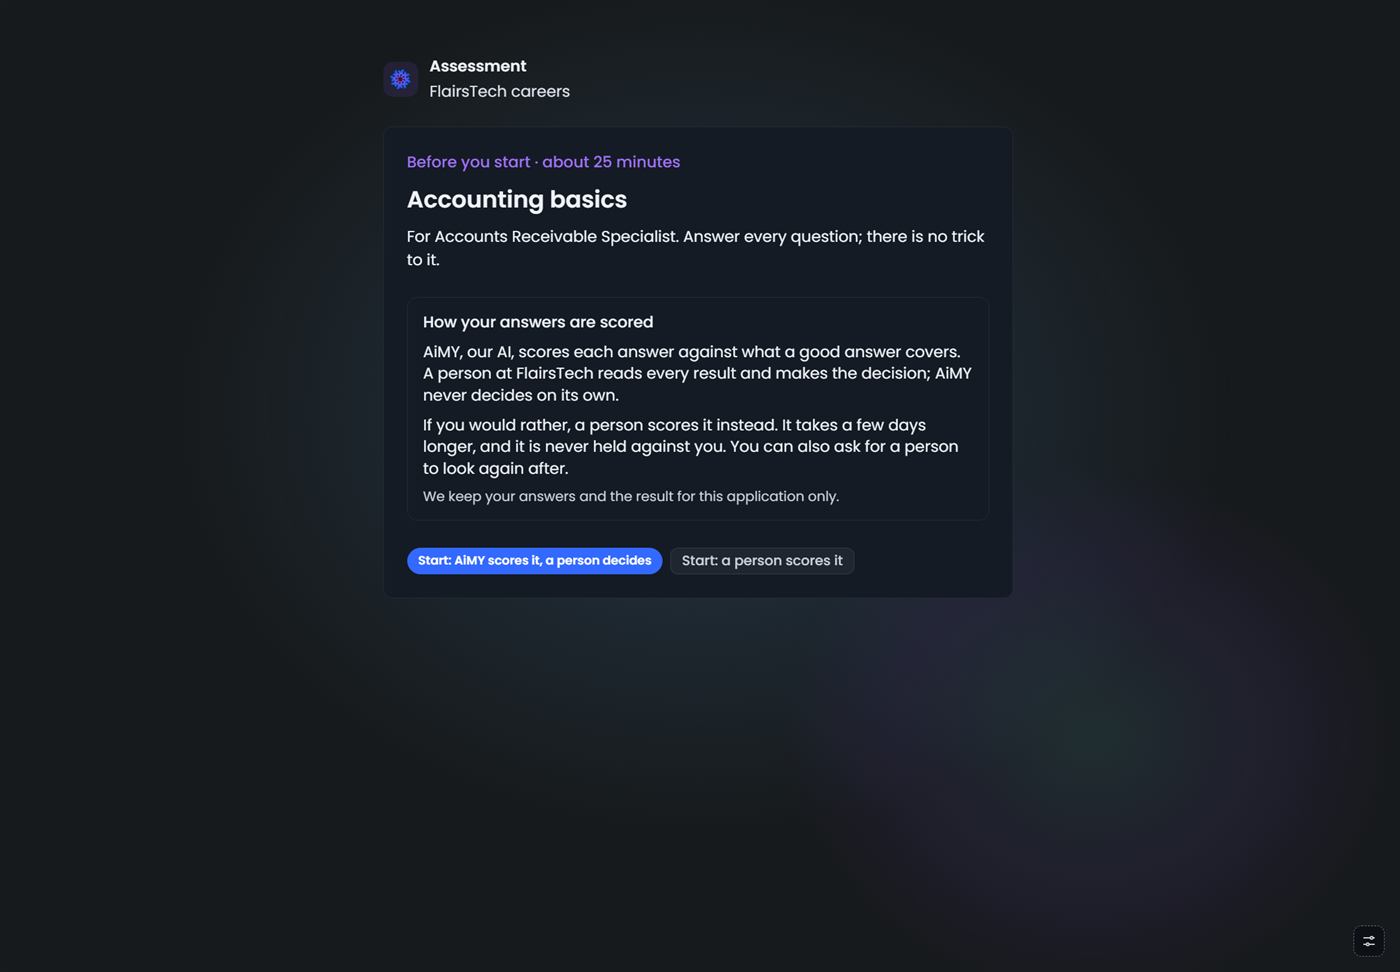 Assessment
FlairsTech careers
Before you start · about 25 minutes
Accounting basics
For Accounts Receivable Specialist. Answer every question; there is no trick
to it.
How your answers are scored
AiMY, our AI, scores each answer against what a good answer covers.
A person at FlairsTech reads every result and makes the decision; AiMY
never decides on its own.
If you would rather, a person scores it instead. It takes a few days
longer, and it is never held against you. You can also ask for a person
to look again after.
We keep your answers and the result for this application only.
Start: AiMY scores it, a person decides
Start: a person scores it